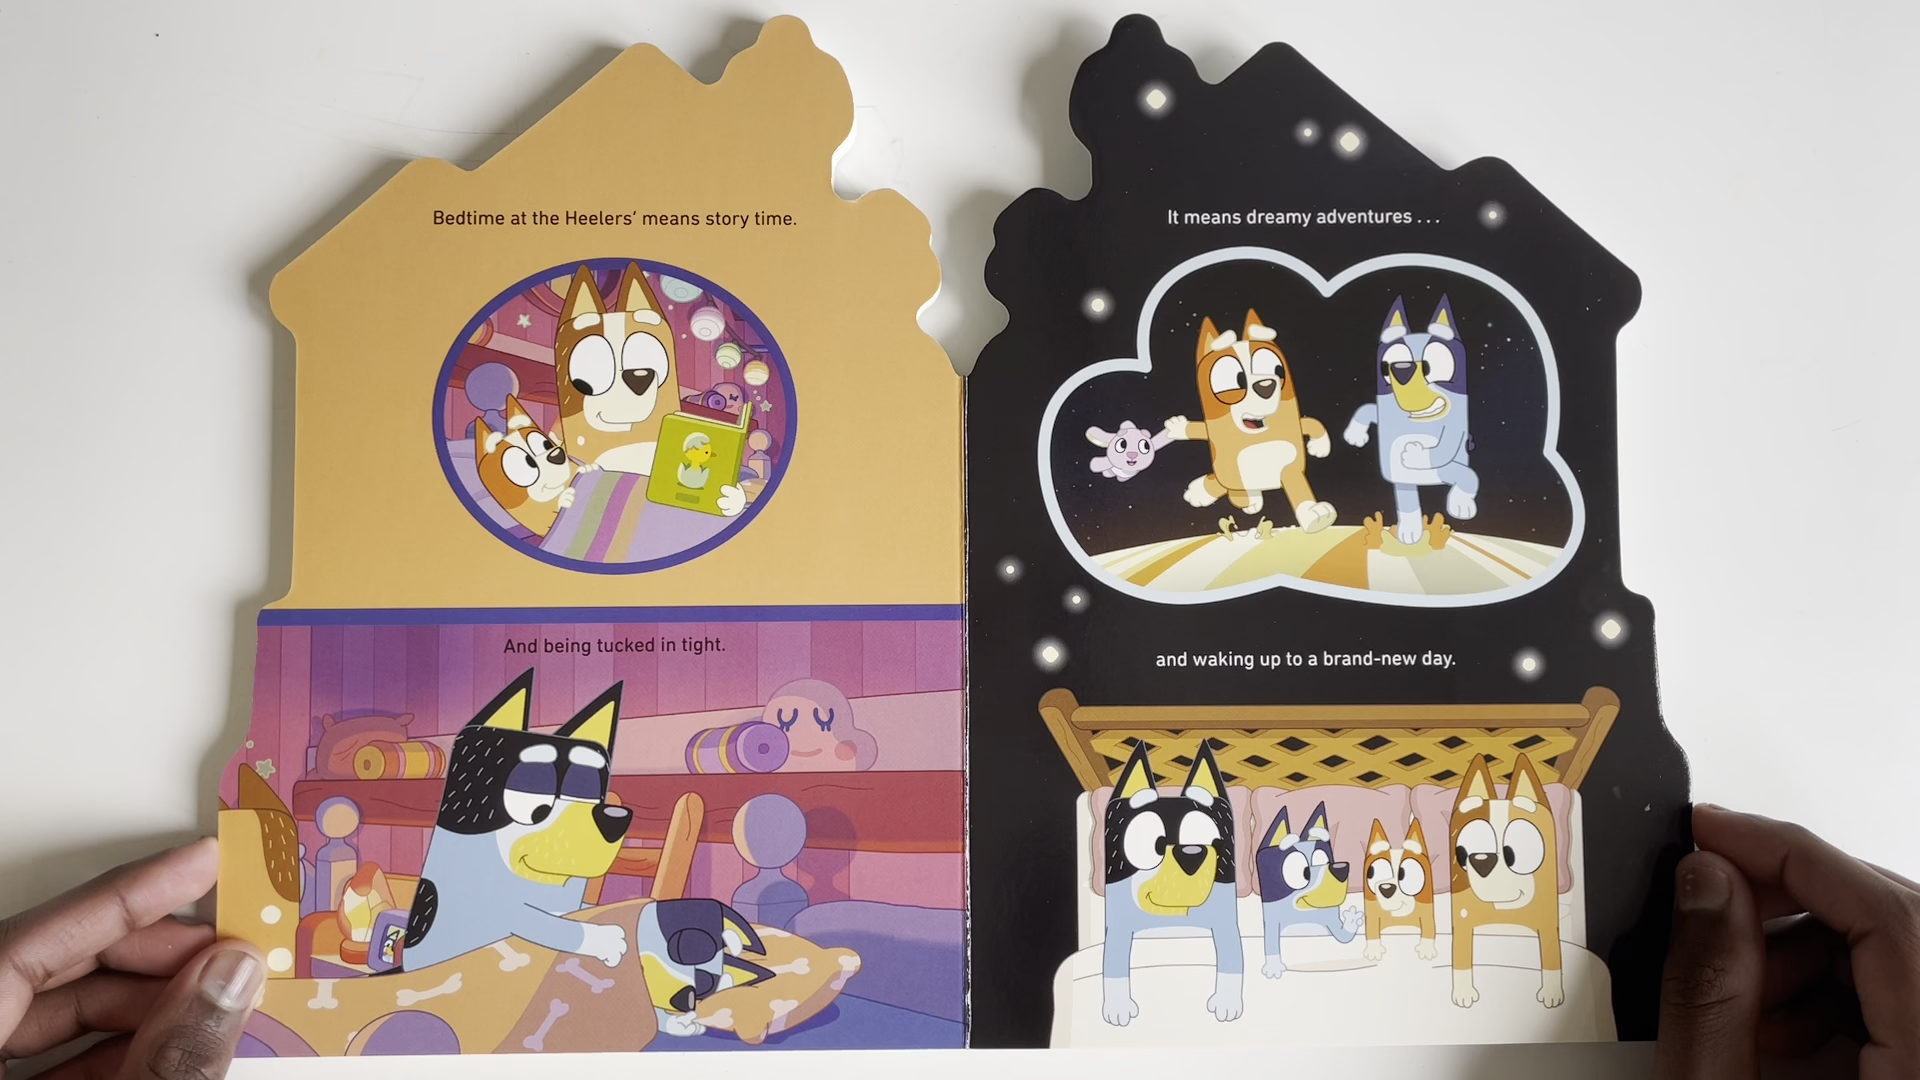 Bedtime at the Heelers' means story time.
And being tucked in tight.
It means dreamy adventures . . .
and waking up to a brand-new day.